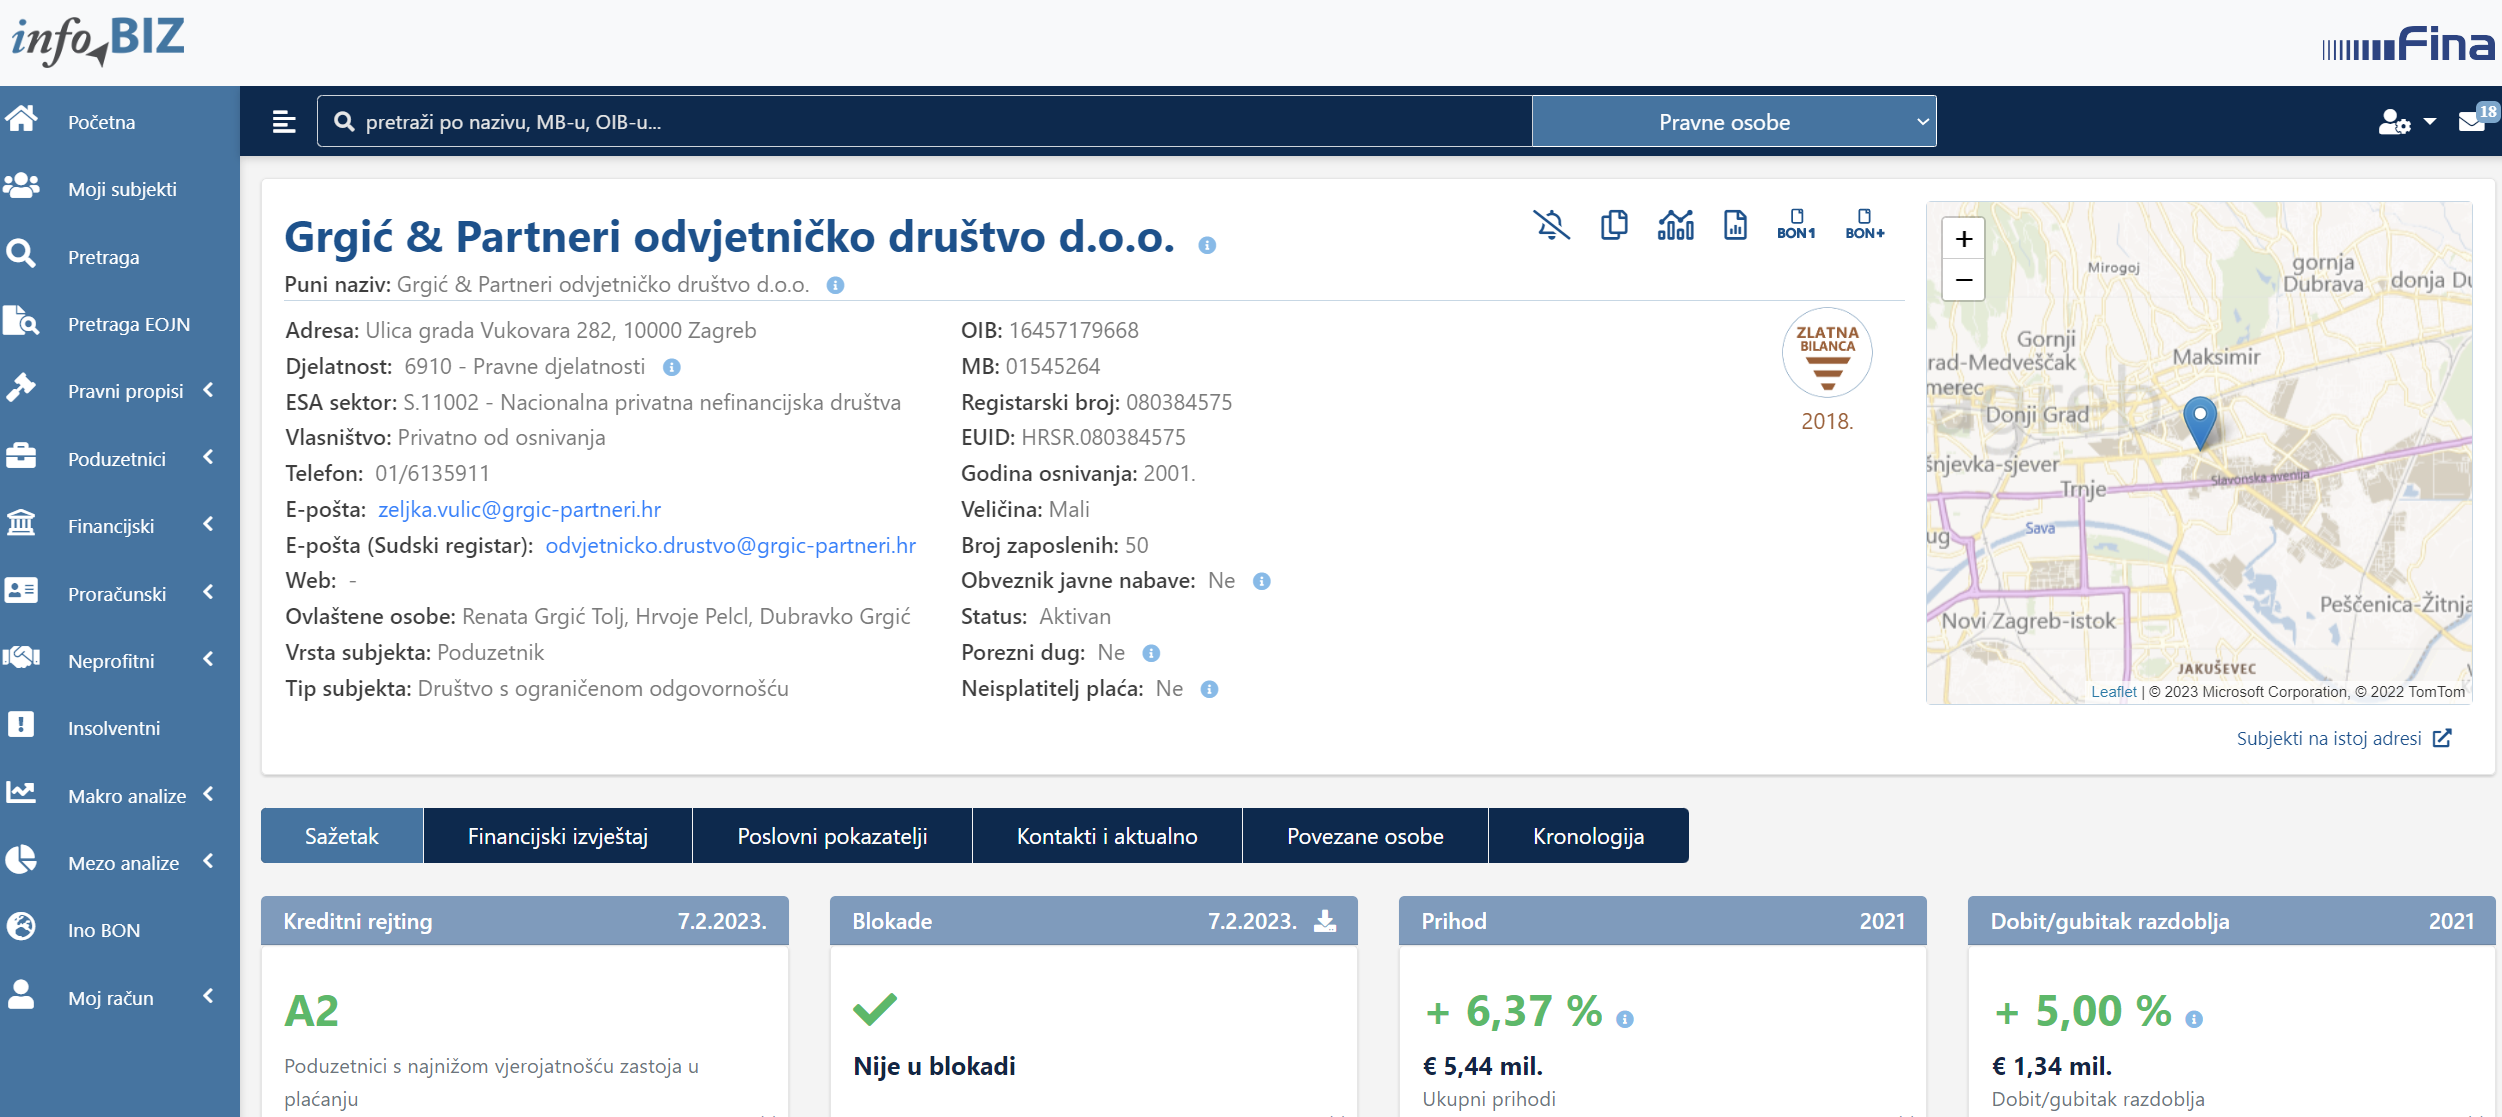 info BIZ
Fina
Početna
Moji subjekti
Pretraga
Pretraga EOJN
Pravni propisi
Poduzetnici
Financijski
Proračunski
Neprofitni
Insolventni
Makro analize
Mezo analize
Ino BON
Moj račun
pretraži po nazivu, MB-u, OIB-u...
Pravne osobe
18
Grgić & Partneri odvjetničko društvo d.o.o.
BON 1
BON+
Puni naziv: Grgić & Partneri odvjetničko društvo d.o.o.
Adresa: Ulica grada Vukovara 282, 10000 Zagreb
Djelatnost: 6910 - Pravne djelatnosti
ESA sektor: S.11002 - Nacionalna privatna nefinancijska društva
Vlasništvo: Privatno od osnivanja
Telefon: 01/6135911
E-pošta: zeljka.vulic@grgic-partneri.hr
E-pošta (Sudski registar): odvjetnicko.drustvo@grgic-partneri.hr
Web: -
Ovlaštene osobe: Renata Grgić Tolj, Hrvoje Pelcl, Dubravko Grgić
Vrsta subjekta: Poduzetnik
Tip subjekta: Društvo s ograničenom odgovornošću
OIB: 16457179668
MB: 01545264
Registarski broj: 080384575
EUID: HRSR.080384575
Godina osnivanja: 2001.
Veličina: Mali
Broj zaposlenih: 50
Obveznik javne nabave: Ne
Status: Aktivan
Porezni dug: Ne
Neisplatitelj plaća: Ne
ZLATNA
BILANCA
2018.
+
−
Mirogoj
gornja
Dubrava
donja Du
Gornji
rad-Medveščak
Maksimir
merec
agreb
Donji Grad
šnjevka-sjever
Trnje
Slavonska avenija
Sava
ug
Peščenica-Žitnja
Novi Zagreb-istok
JAKUŠEVEC
Leaflet | © 2023 Microsoft Corporation, © 2022 TomTom
Subjekti na istoj adresi
Sažetak
Financijski izvještaj
Poslovni pokazatelji
Kontakti i aktualno
Povezane osobe
Kronologija
Kreditni rejting 7.2.2023.
A2
Poduzetnici s najnižom vjerojatnošću zastoja u
plaćanju
Blokade 7.2.2023.
Nije u blokadi
Prihod 2021
+ 6,37 %
€ 5,44 mil.
Ukupni prihodi
Dobit/gubitak razdoblja 2021
+ 5,00 %
€ 1,34 mil.
Dobit/gubitak razdoblja